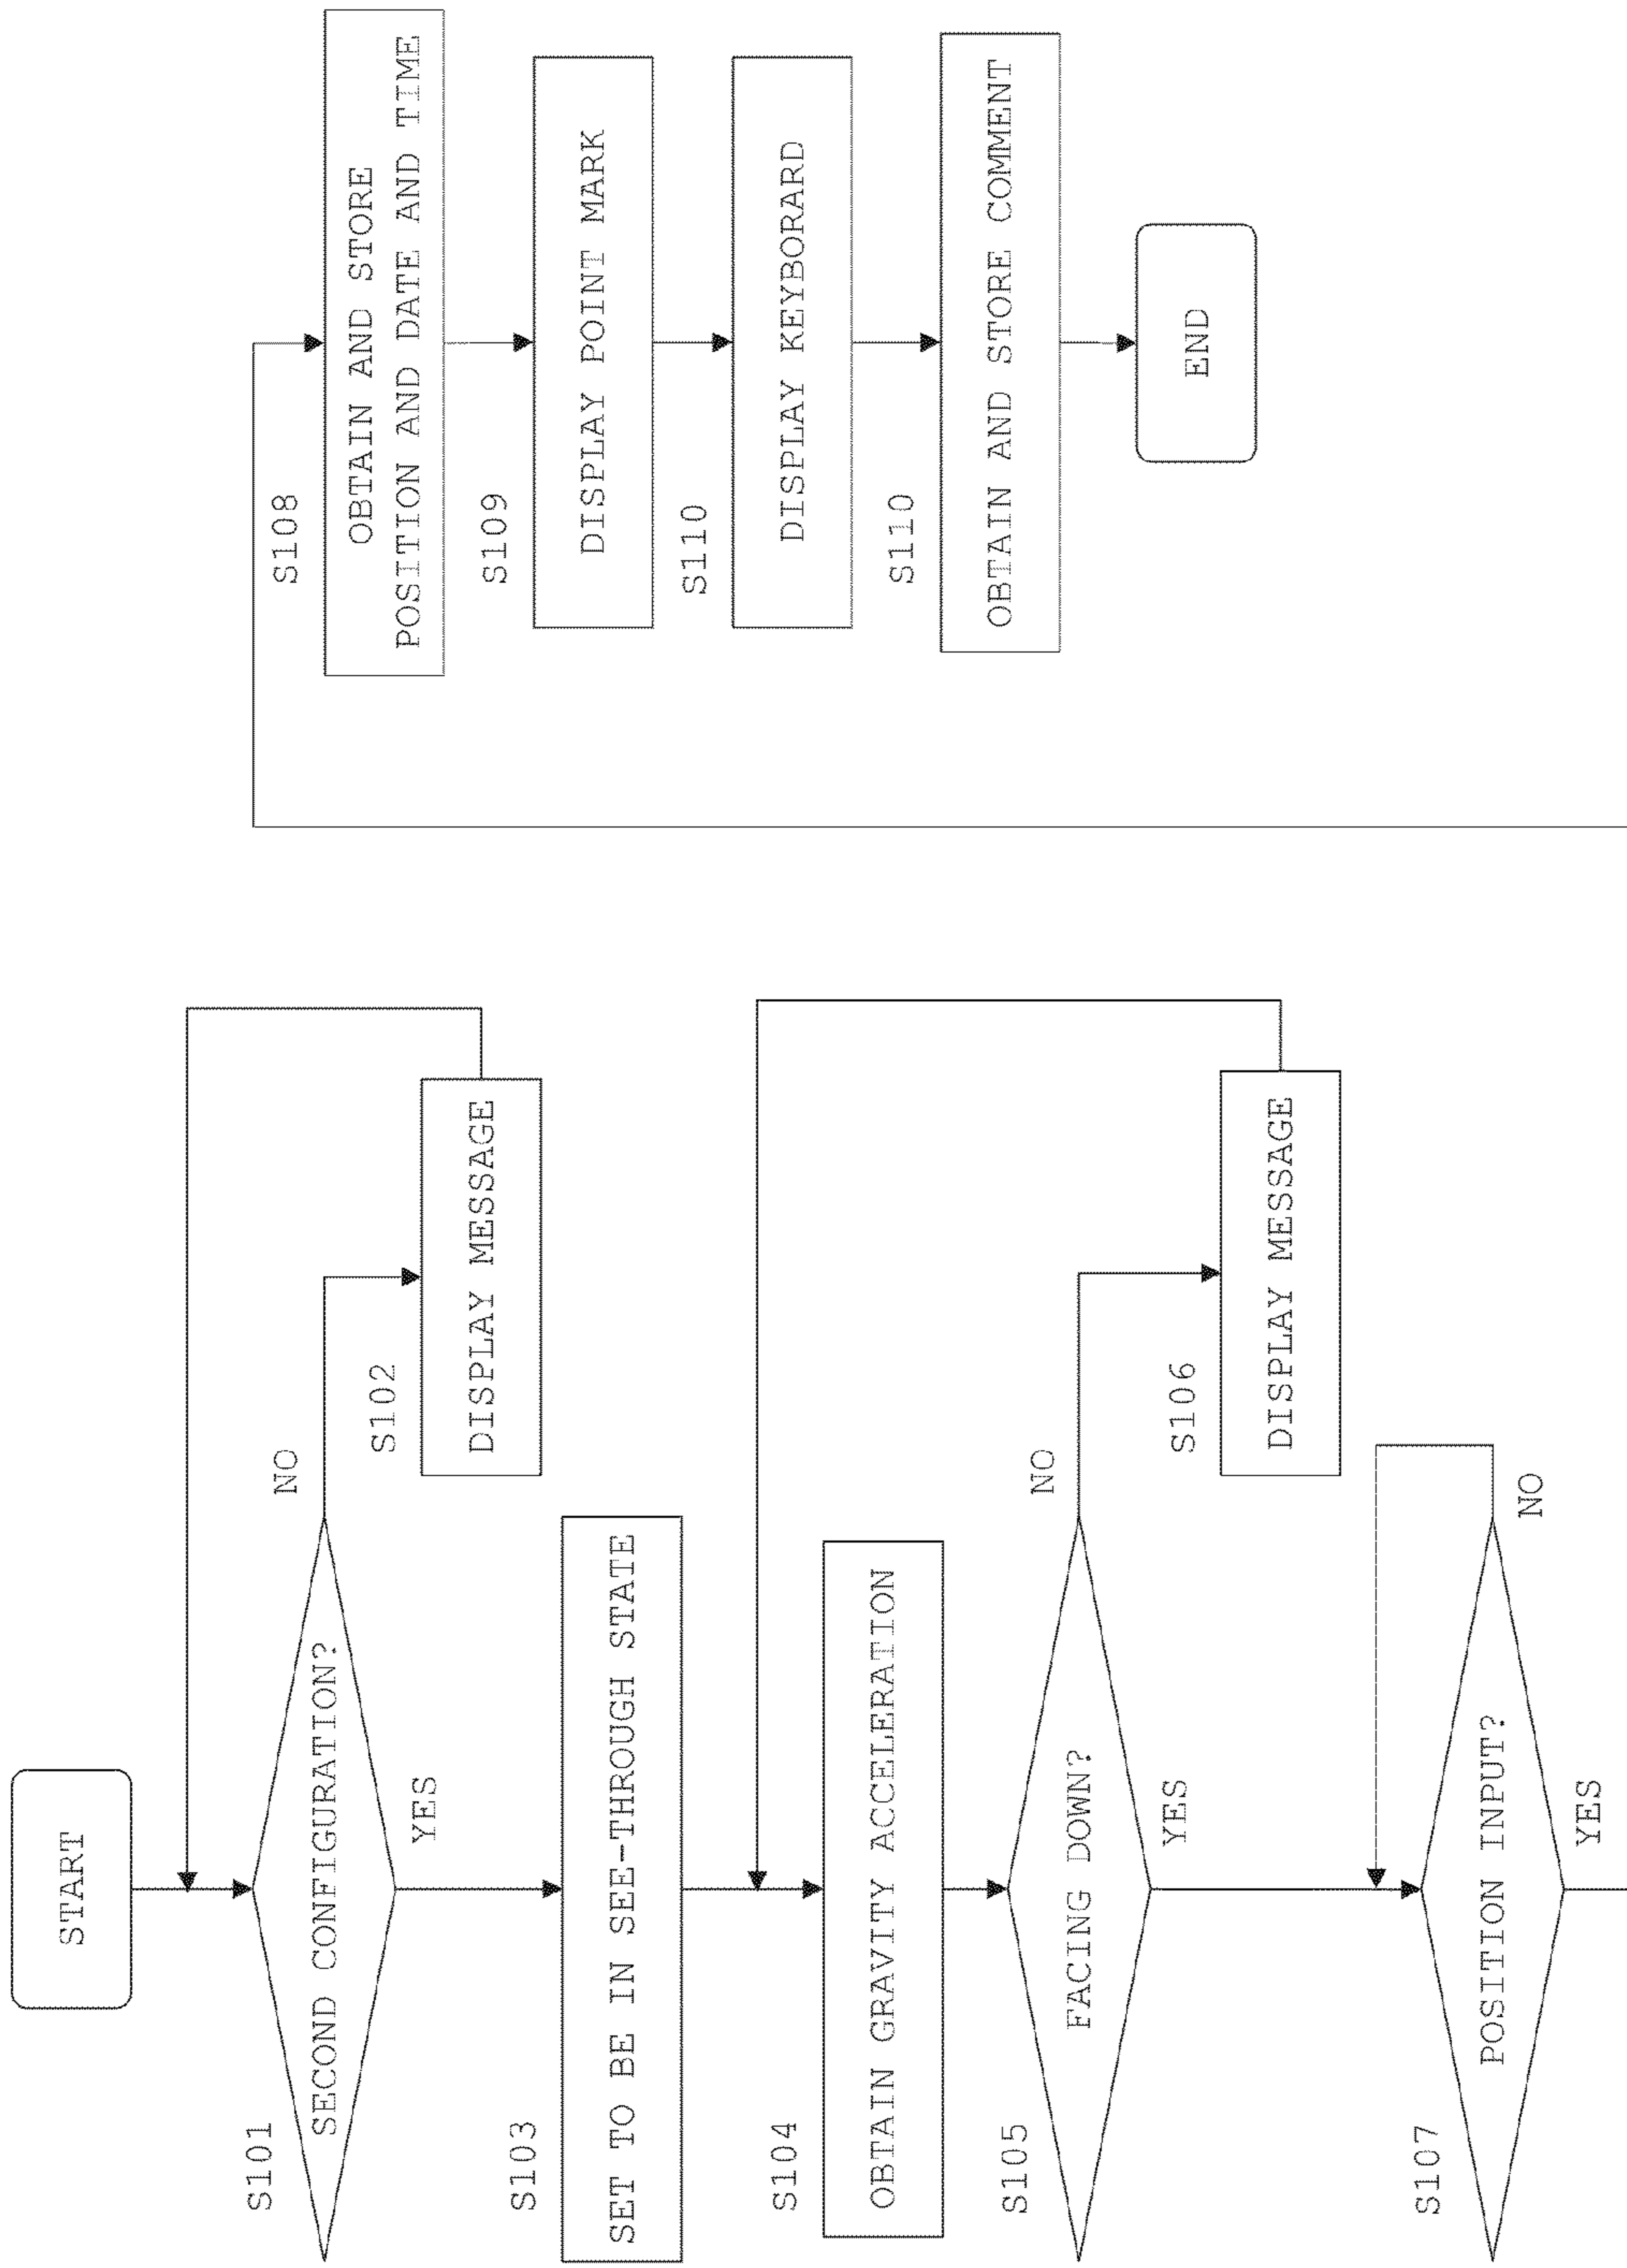 START
S101
SECOND CONFIGURATION?
NO
YES
S102
DISPLAY MESSAGE
S103
SET TO BE IN SEE-THROUGH STATE
S104
OBTAIN GRAVITY ACCELERATION
S105
FACING DOWN?
NO
YES
S106
DISPLAY MESSAGE
S107
POSITION INPUT?
NO
YES
S108
OBTAIN AND STORE
POSITION AND DATE AND TIME
S109
DISPLAY POINT MARK
S110
DISPLAY KEYBORARD
S110
OBTAIN AND STORE COMMENT
END